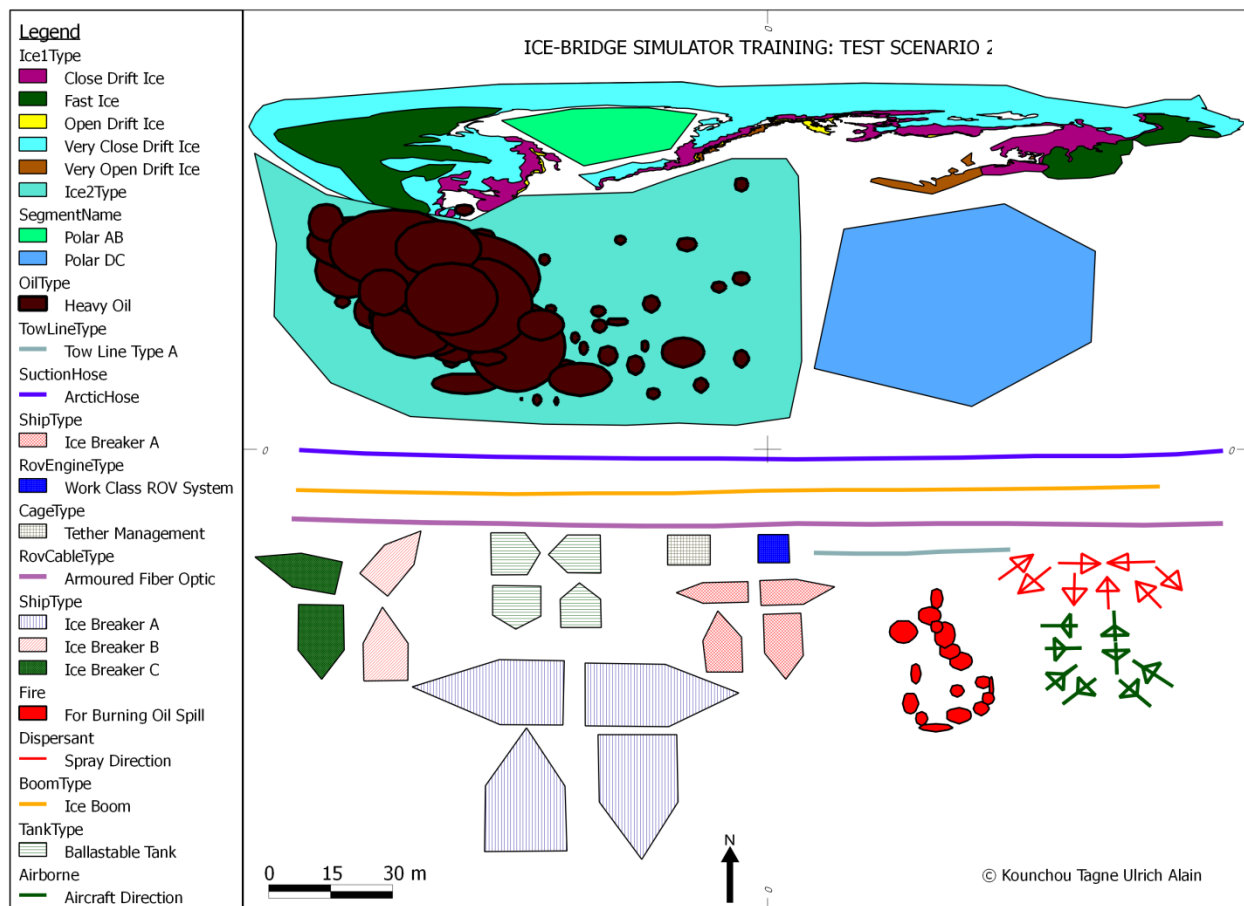 Legend
Ice1Type
Close Drift Ice
Fast Ice
Open Drift Ice
Very Close Drift Ice
Very Open Drift Ice
Ice2Type
SegmentName
Polar AB
Polar DC
OilType
Heavy Oil
TowLineType
Tow Line Type A
SuctionHose
ArcticHose
ShipType
Ice Breaker A
RovEngineType
Work Class ROV System
CageType
Tether Management
RovCableType
Armoured Fiber Optic
ShipType
Ice Breaker A
Ice Breaker B
Ice Breaker C
Fire
For Burning Oil Spill
Dispersant
Spray Direction
BoomType
Ice Boom
TankType
Ballastable Tank
Airborne
Aircraft Direction
0
ICE-BRIDGE SIMULATOR TRAINING: TEST SCENARIO
0
0
N
0 15 30 m
0
© Kounchou Tagne Ulrich Alain